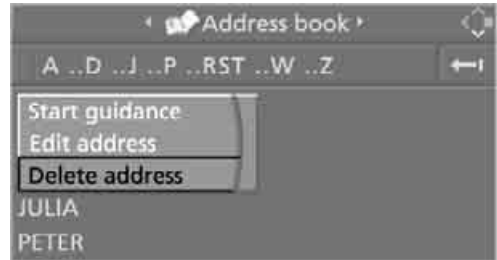 Address book
A ..D ..J ..P ..RST ..W ..Z
Start guidance
Edit address
Delete address
JULIA
PETER